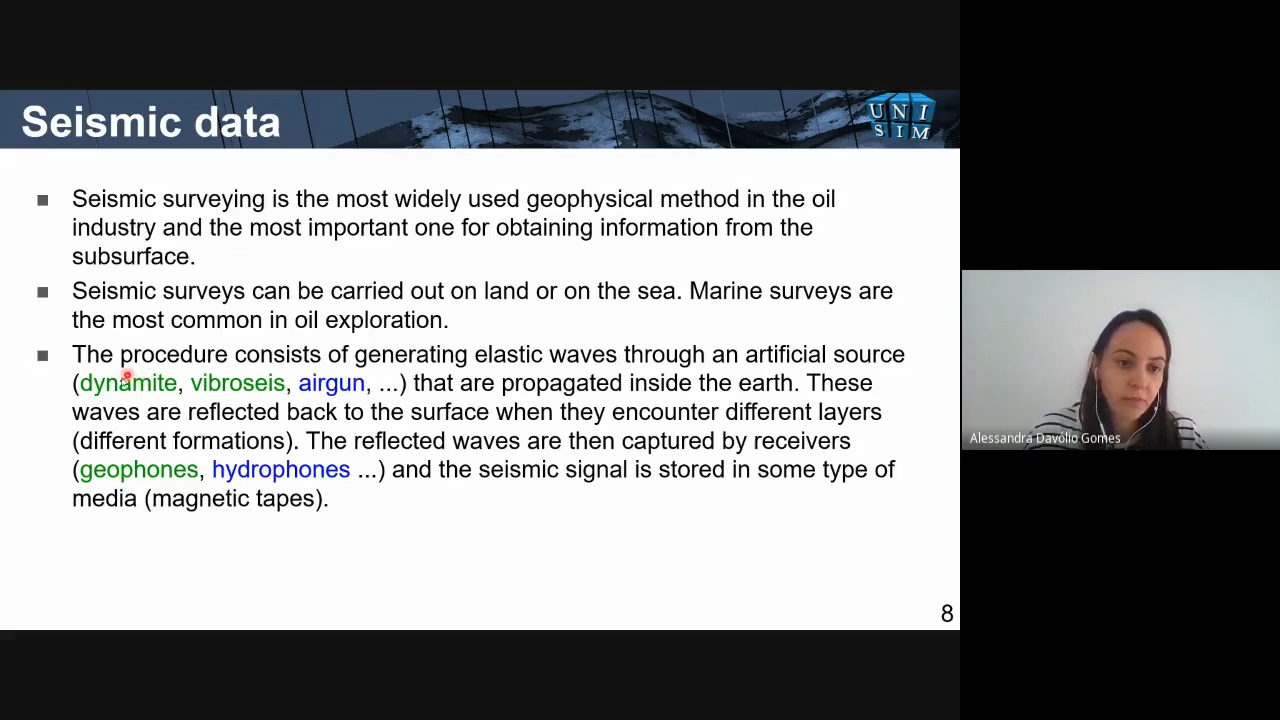 Seismic data
UNI
SIM
Seismic surveying is the most widely used geophysical method in the oil
industry and the most important one for obtaining information from the
subsurface.
Seismic surveys can be carried out on land or on the sea. Marine surveys are
the most common in oil exploration.
The procedure consists of generating elastic waves through an artificial source
(dynamite, vibroseis, airgun, ...) that are propagated inside the earth. These
waves are reflected back to the surface when they encounter different layers
(different formations). The reflected waves are then captured by receivers
(geophones, hydrophones ...) and the seismic signal is stored in some type of
media (magnetic tapes).
8
Alessandra Davólio Gomes